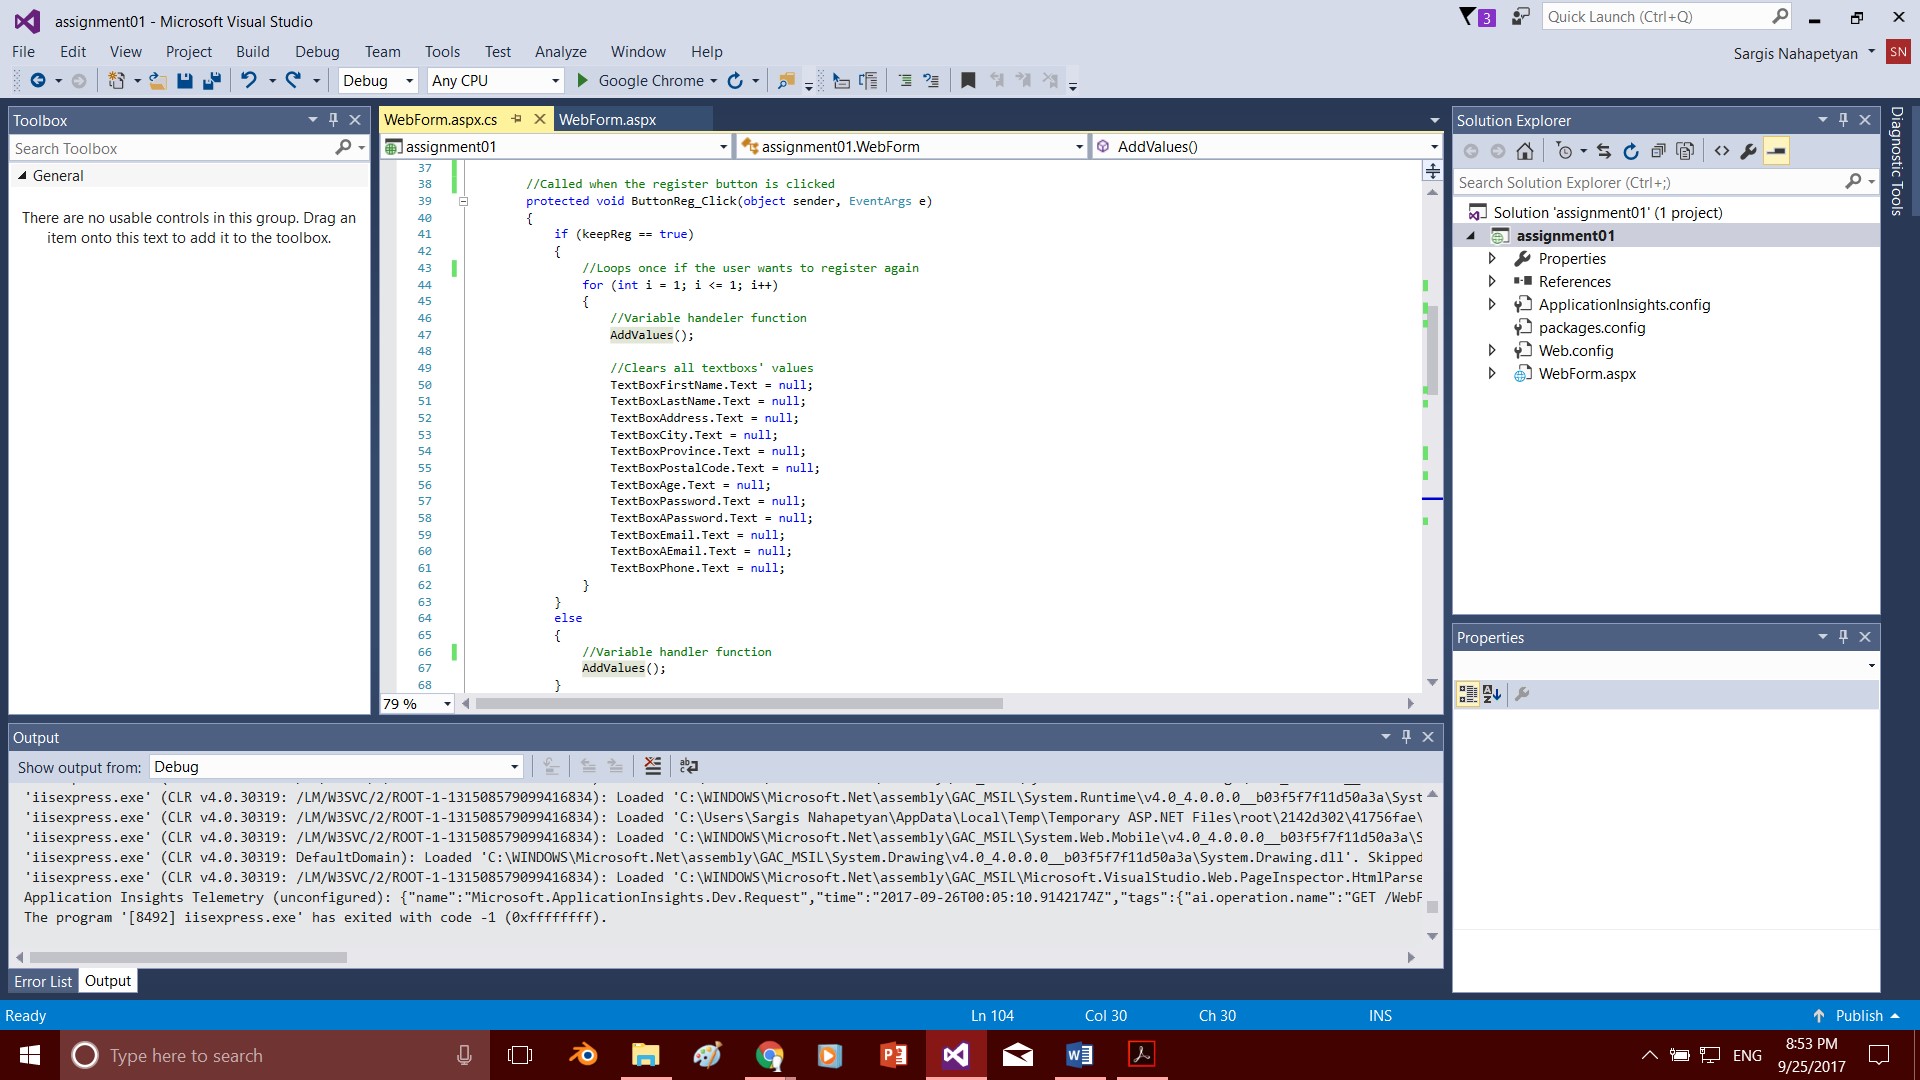 assignment01 - Microsoft Visual Studio
3
Quick Launch (Ctrl+Q)
File Edit View Project Build Debug Team Tools Test Analyze Window Help
Sargis Nahapetyan SN
Debug Any CPU Google Chrome
Toolbox
Search Toolbox
General
There are no usable controls in this group. Drag an
item onto this text to add it to the toolbox.
WebForm.aspx.cs WebForm.aspx
assignment01 assignment01.WebForm AddValues()
37
38 //Called when the register button is clicked
39 protected void ButtonReg_Click(object sender, EventArgs e)
40 {
41 if (keepReg == true)
42 {
43 //Loops once if the user wants to register again
44 for (int i = 1; i <= 1; i++)
45 {
46 //Variable handeler function
47 AddValues();
48
49 //Clears all textboxs' values
50 TextBoxFirstName.Text = null;
51 TextBoxLastName.Text = null;
52 TextBoxAddress.Text = null;
53 TextBoxCity.Text = null;
54 TextBoxProvince.Text = null;
55 TextBoxPostalCode.Text = null;
56 TextBoxAge.Text = null;
57 TextBoxPassword.Text = null;
58 TextBoxAPassword.Text = null;
59 TextBoxEmail.Text = null;
60 TextBoxAEmail.Text = null;
61 TextBoxPhone.Text = null;
62 }
63 }
64 else
65 {
66 //Variable handler function
67 AddValues();
68 }
79 %
Solution Explorer
Search Solution Explorer (Ctrl+;)
Solution 'assignment01' (1 project)
assignment01
Properties
References
ApplicationInsights.config
packages.config
Web.config
WebForm.aspx
Diagnostic Tools
Properties
Output
Show output from: Debug
'iisexpress.exe' (CLR v4.0.30319: /LM/W3SVC/2/ROOT-1-131508579099416834): Loaded 'C:\WINDOWS\Microsoft.Net\assembly\GAC_MSIL\System.Runtime\v4.0_4.0.0.0__b03f5f7f11d50a3a\Syst
'iisexpress.exe' (CLR v4.0.30319: /LM/W3SVC/2/ROOT-1-131508579099416834): Loaded 'C:\Users\Sargis Nahapetyan\AppData\Local\Temp\Temporary ASP.NET Files\root\2142d302\41756fae\
'iisexpress.exe' (CLR v4.0.30319: /LM/W3SVC/2/ROOT-1-131508579099416834): Loaded 'C:\WINDOWS\Microsoft.Net\assembly\GAC_MSIL\System.Web.Mobile\v4.0_4.0.0.0__b03f5f7f11d50a3a\S
'iisexpress.exe' (CLR v4.0.30319: DefaultDomain): Loaded 'C:\WINDOWS\Microsoft.Net\assembly\GAC_MSIL\System.Drawing\v4.0_4.0.0.0__b03f5f7f11d50a3a\System.Drawing.dll'. Skipped
'iisexpress.exe' (CLR v4.0.30319: /LM/W3SVC/2/ROOT-1-131508579099416834): Loaded 'C:\WINDOWS\Microsoft.Net\assembly\GAC_MSIL\Microsoft.VisualStudio.Web.PageInspector.HtmlParse
Application Insights Telemetry (unconfigured): {"name":"Microsoft.ApplicationInsights.Dev.Request","time":"2017-09-26T00:05:10.9142174Z","tags":{"ai.operation.name":"GET /WebF
The program '[8492] iisexpress.exe' has exited with code -1 (0xffffffff).
Error List Output
Ready Ln 104 Col 30 Ch 30 INS Publish
Type here to search
ENG
8:53 PM
9/25/2017